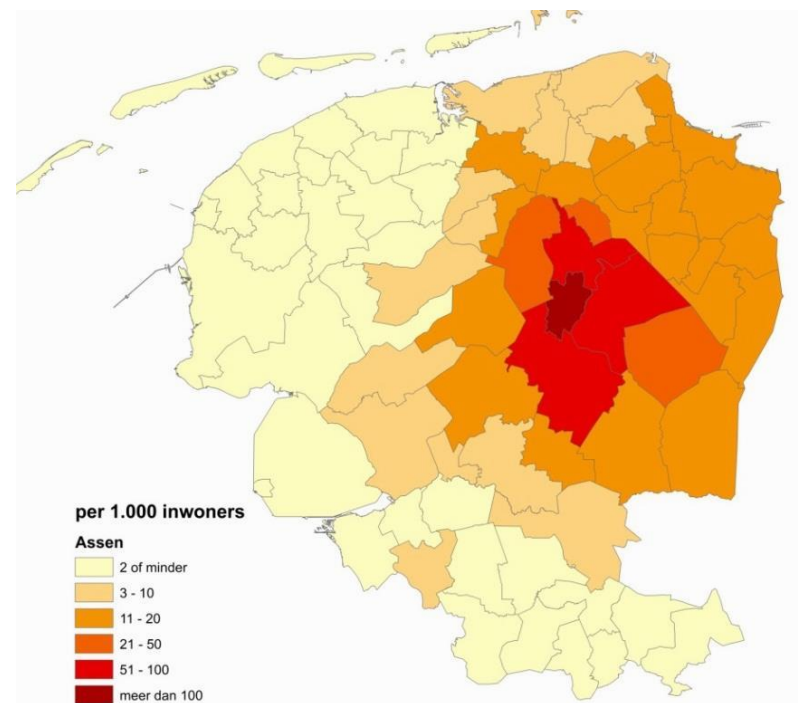 per 1.000 inwoners
Assen
2 of minder
3 - 10
11 - 20
21 - 50
51 - 100
meer dan 100